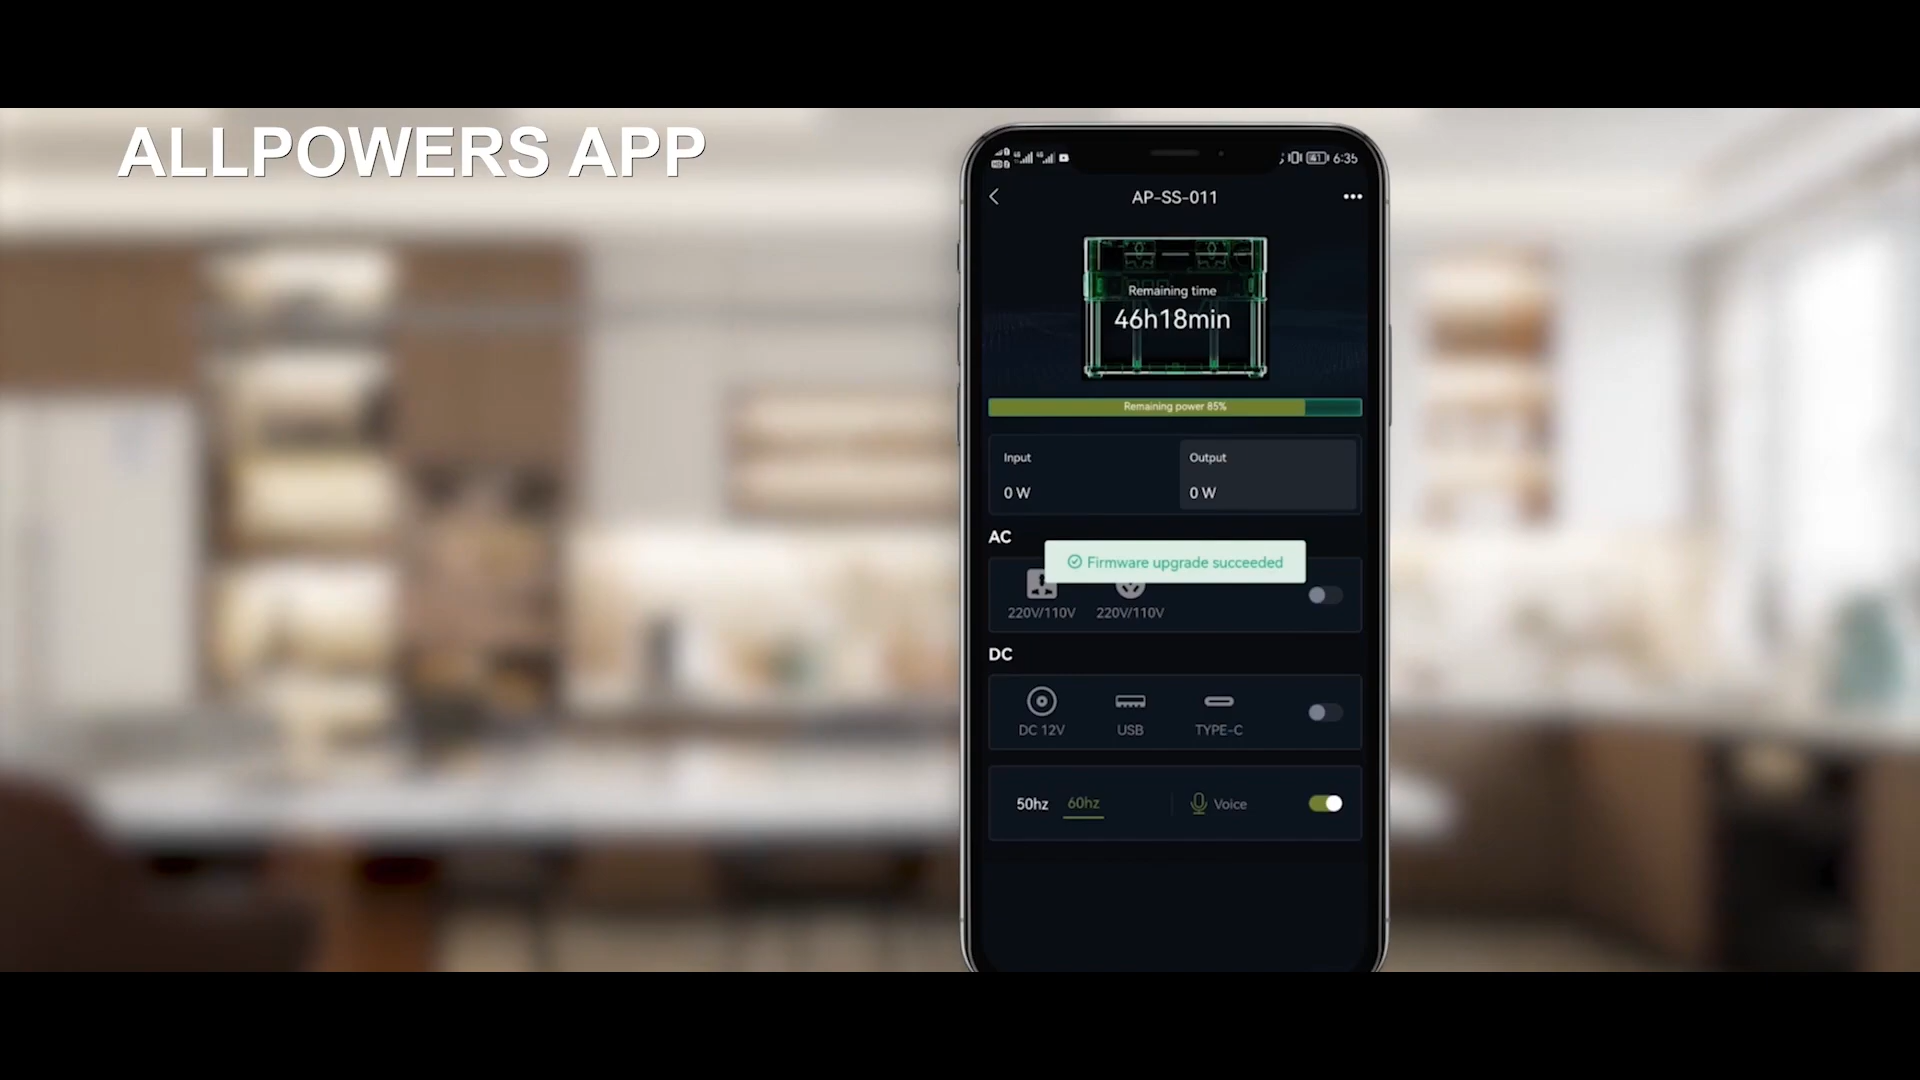 ALLPOWERS APP
6:35
AP-SS-011
Remaining time
46h18min
Remaining power 85%
Input
Output
0 W
0 W
AC
Firmware upgrade succeeded
220V/110V
220V/110V
DC
DC 12V
USB
TYPE-C
50hz
60hz
Voice